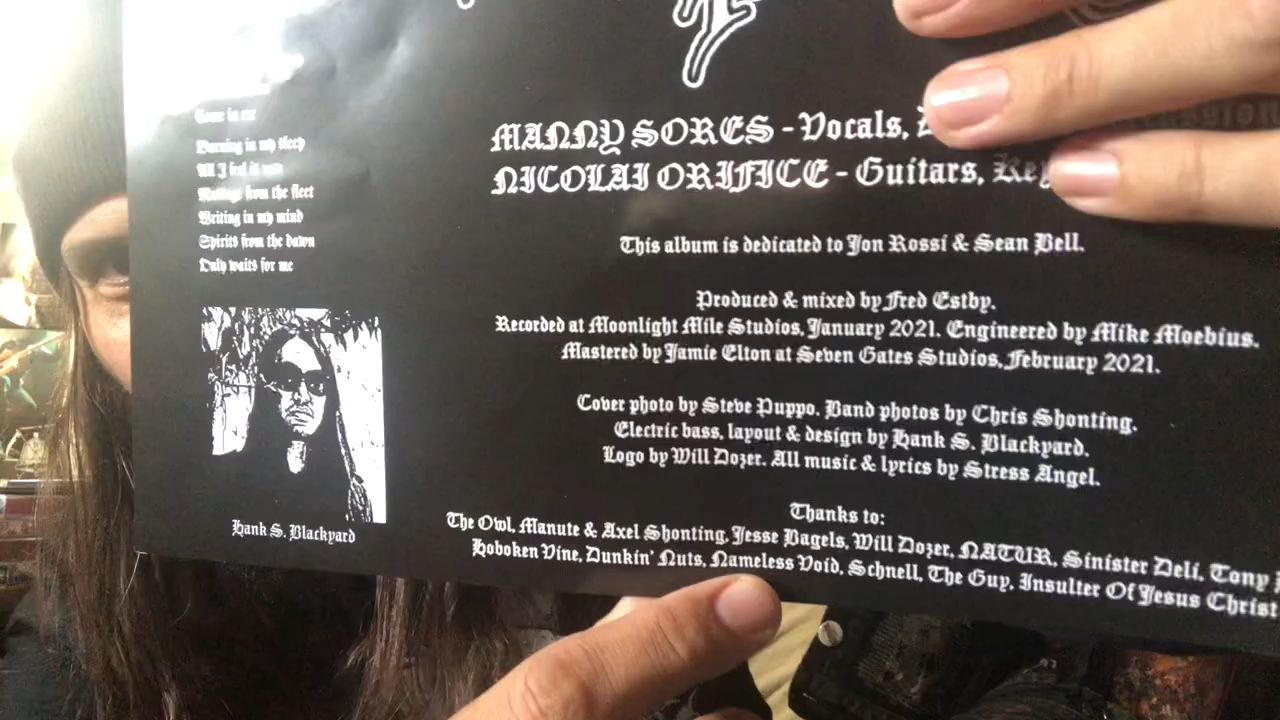 Come to me
Burning in my sleep
All I feel is
Message from the fleet
Writing in my mind
Spirits from the dawn
Only waits for me
Hank S. Blackyard
MANNY SORES - Vocals,
NICOLAI ORIFICE - Guitars,
This album is dedicated to Jon Rossi & Sean Bell.
Produced & mixed by Fred Estby.
Recorded at Moonlight Mile Studios, January 2021. Engineered by Mike Moebius.
Mastered by Jamie Elton at Seven Gates Studios, February 2021.
Cover photo by Steve Puppo. Band photos by Chris Shonting.
Electric bass, layout & design by Hank S. Blackyard.
Logo by Will Dozer. All music & lyrics by Stress Angel.
Thanks to:
The Owl, Manute & Axel Shonting, Jesse Bagels, Will Dozer, NATUR, Sinister Deli, Tony
Hoboken Vine, Dunkin' Nuts, Nameless Void, Schnell, The Guy, Insulter Of Jesus Christ